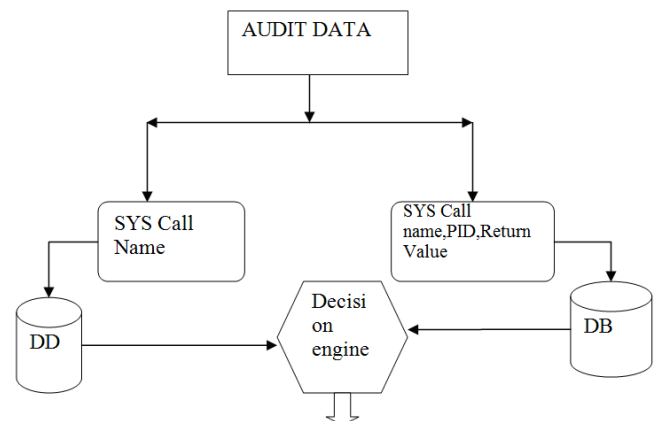 AUDIT DATA
SYS Call
Name
SYS Call
name,PID,Return
Value
DD
Decisi
on
engine
DB